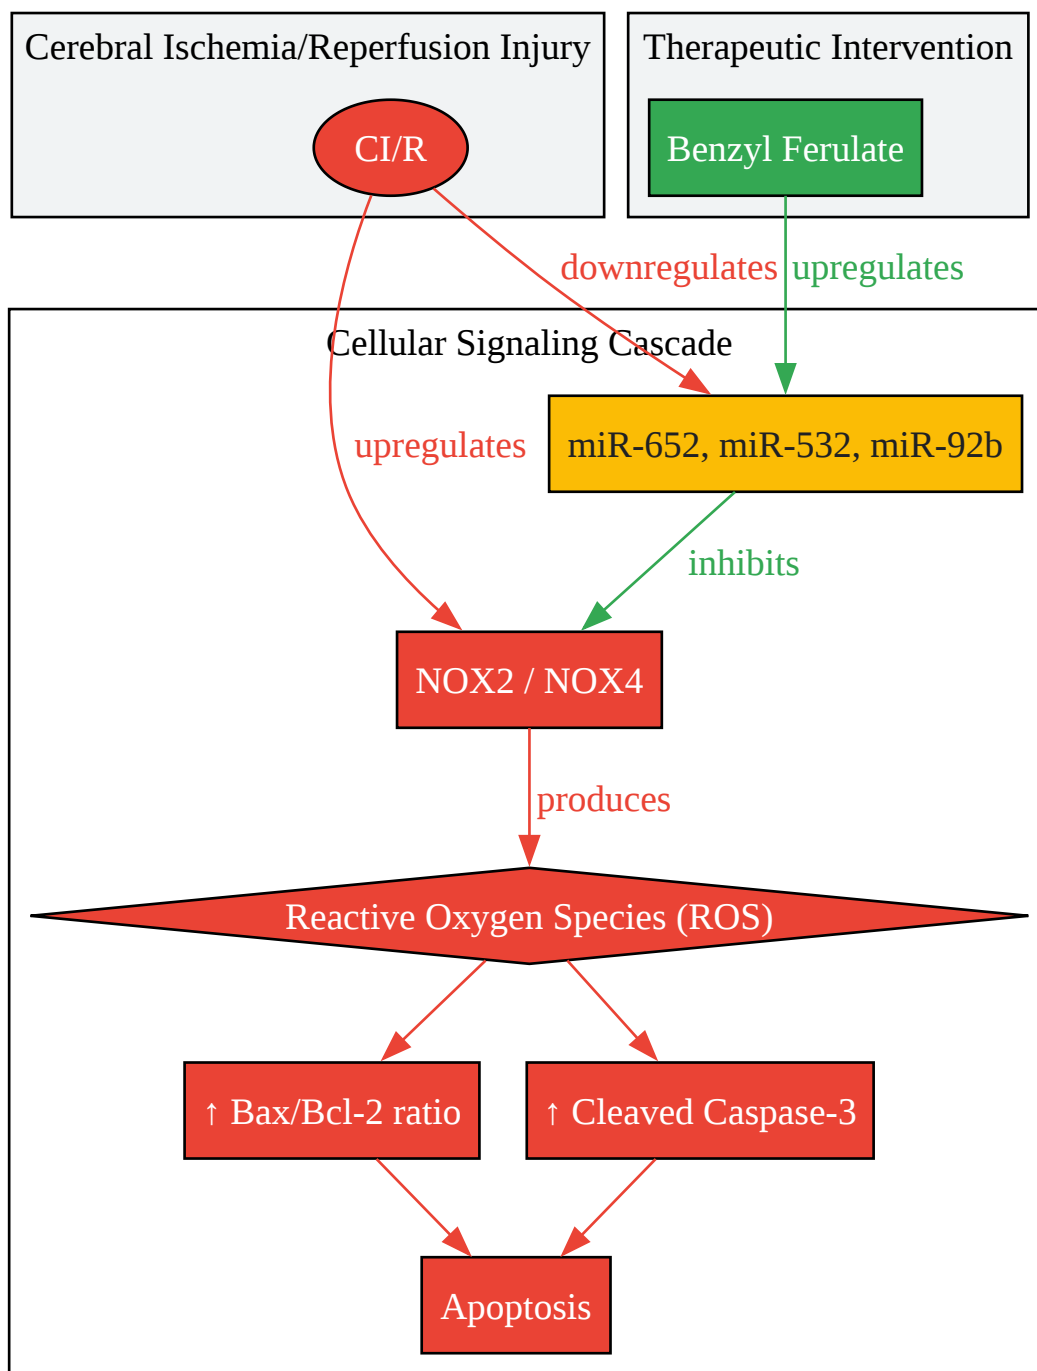 Cerebral Ischemia/Reperfusion Injury
Therapeutic Intervention
CI/R
Benzyl Ferulate
downregulates
upregulates
Cellular Signaling Cascade
upregulates
miR-652, miR-532, miR-92b
inhibits
NOX2 / NOX4
produces
Reactive Oxygen Species (ROS)
↑ Bax/Bcl-2 ratio
↑ Cleaved Caspase-3
Apoptosis